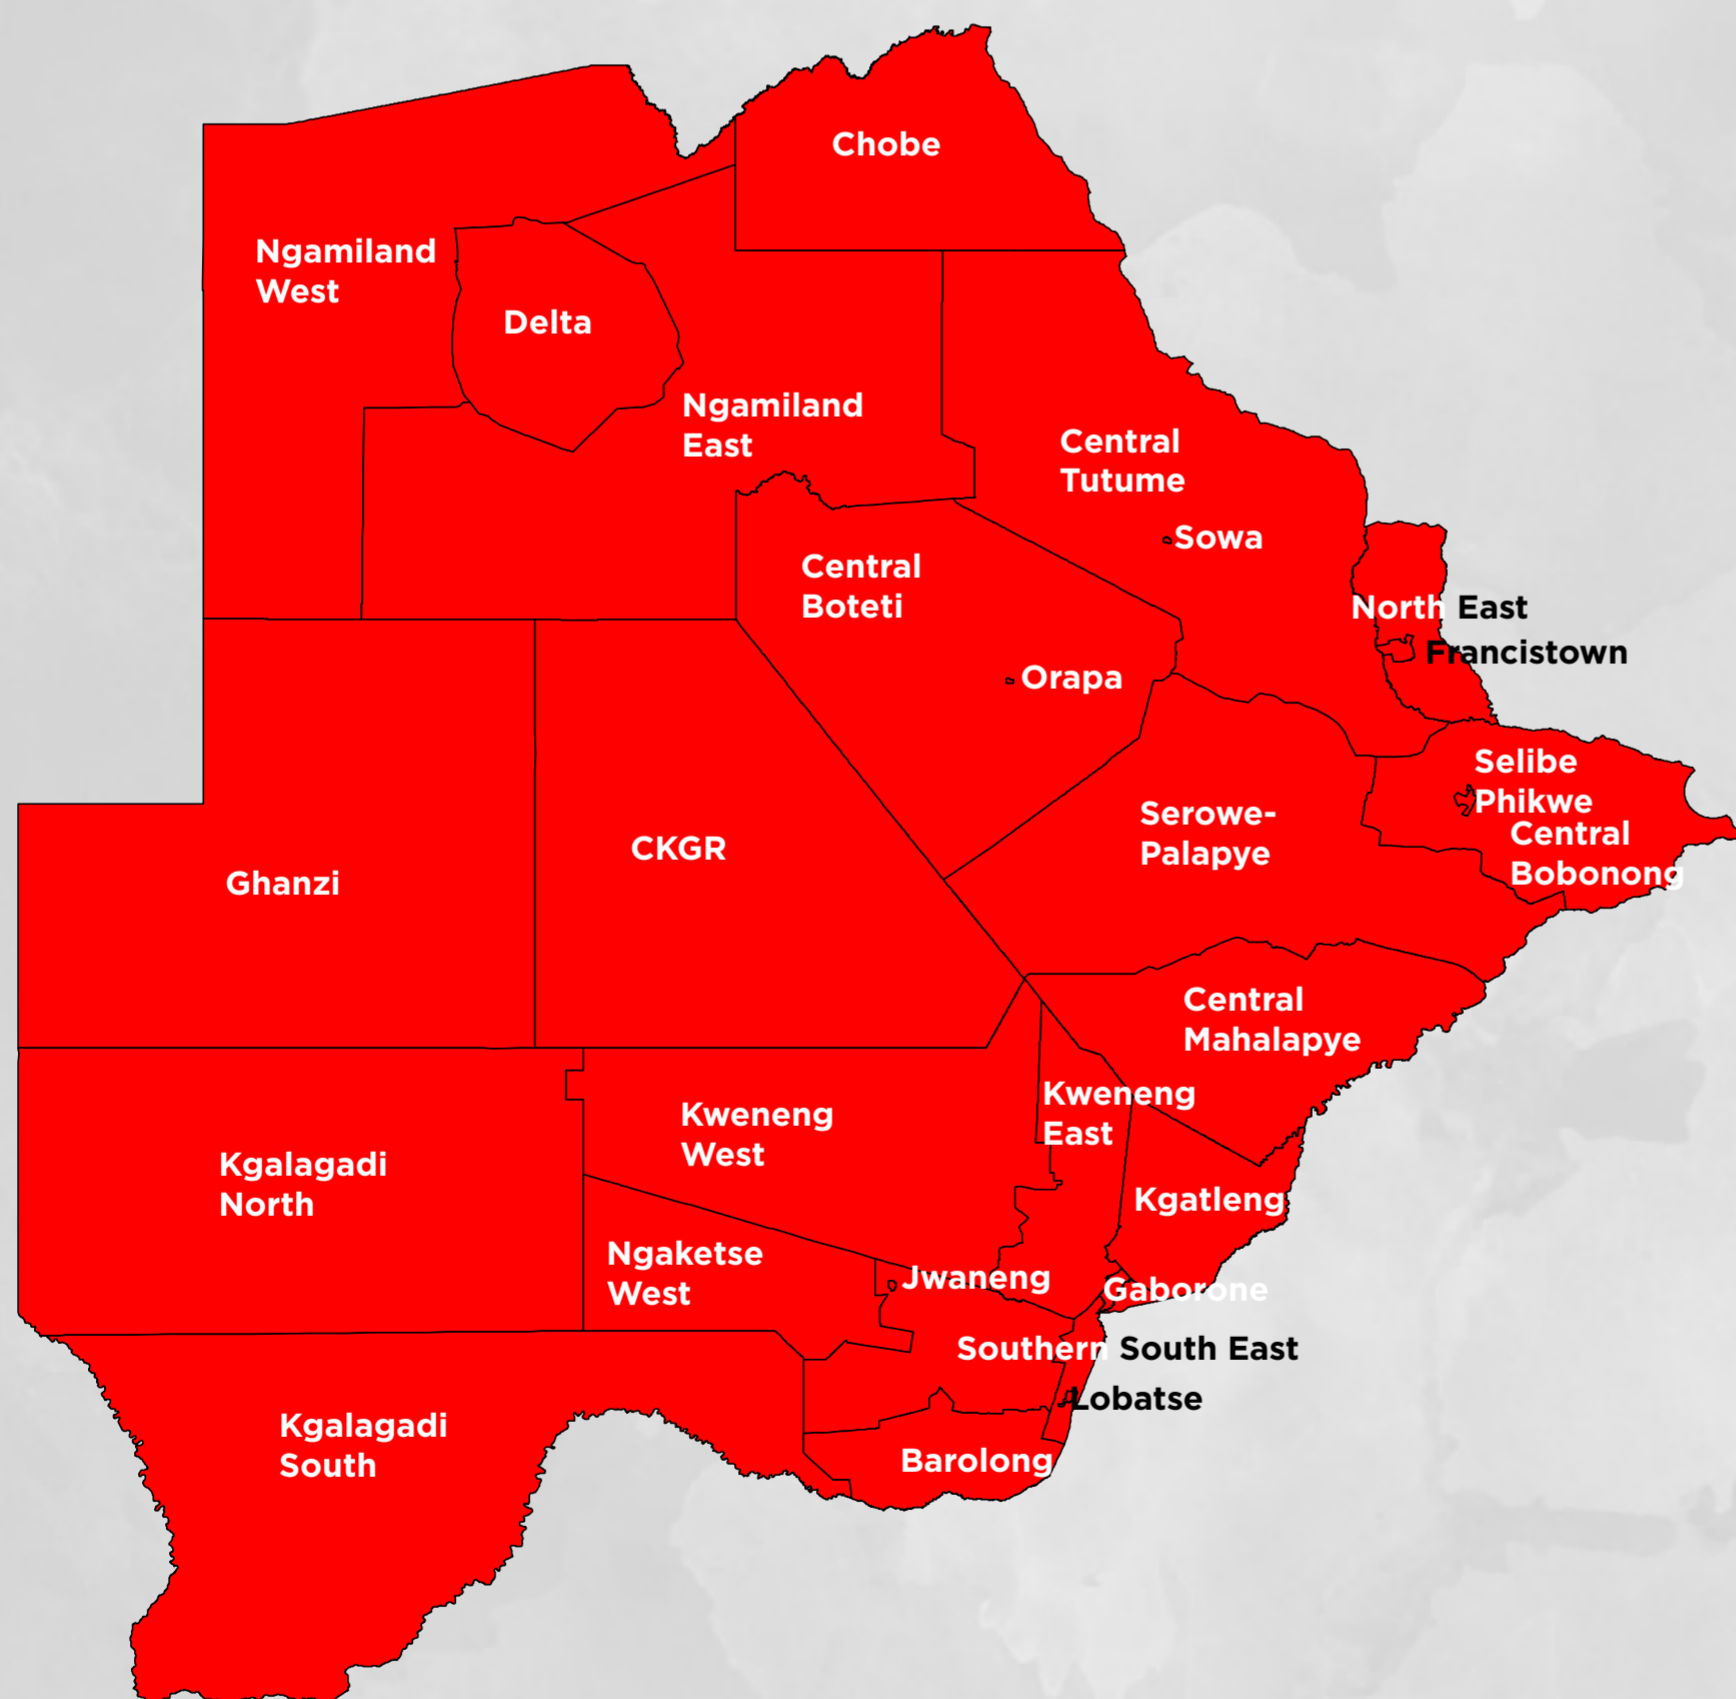 Chobe
Ngamiland
West
Delta
Ngamiland
East
Central
Tutume
Sowa
Central
Boteti
North East
Francistown
Orapa
Selibe
Phikwe
Serowe-
Palapye
Central
Bobonong
CKGR
Ghanzi
Central
Mahalapye
Kweneng
East
Kweneng
West
Kgalagadi
North
Kgatleng
Ngaketse
West
Jwaneng
Gaborone
Southern South East
Lobatse
Kgalagadi
South
Barolong